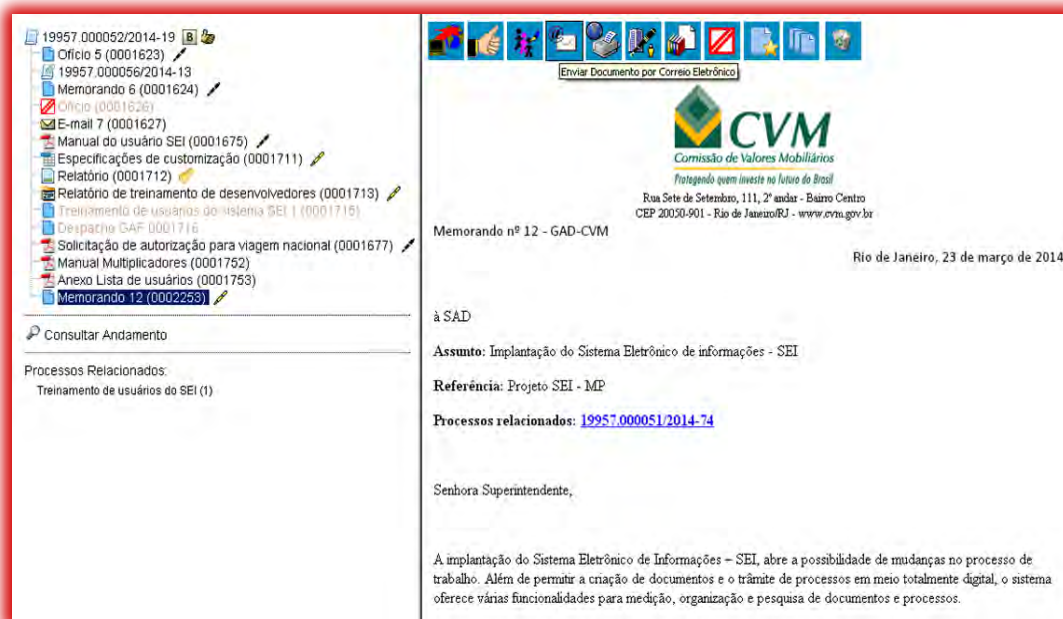 19957.000052/2014-19 B
Ofício 5 (0001623)
19957.000056/2014-13
Memorando 6 (0001624)
Ofício (0001626)
E-mail 7 (0001627)
Manual do usuário SEI (0001675)
Especificações de customização (0001711)
Relatório (0001712)
Relatório de treinamento de desenvolvedores (0001713)
Treinamento de usuários do sistema SEI 1 (0001715)
Despacho GAF 0001716
Solicitação de autorização para viagem nacional (0001677)
Manual Multiplicadores (0001752)
Anexo Lista de usuários (0001753)
Memorando 12 (0002253)
Consultar Andamento
Processos Relacionados:
Treinamento de usuários do SEI (1)
Enviar Documento por Correio Eletrônico
CVM
Comissão de Valores Mobiliários
Protegendo quem investe no futuro do Brasil
Rua Sete de Setembro, 111, 2º andar - Bairro Centro
CEP 20050-901 - Rio de Janeiro/RJ - www.cvm.gov.br
Memorando nº 12 - GAD-CVM
Rio de Janeiro, 23 de março de 2014
à SAD
Assunto: Implantação do Sistema Eletrônico de informações - SEI
Referência: Projeto SEI - MP
Processos relacionados: 19957.000051/2014-74
Senhora Superintendente,
A implantação do Sistema Eletrônico de Informações – SEI, abre a possibilidade de mudanças no processo de
trabalho. Além de permitir a criação de documentos e o trâmite de processos em meio totalmente digital, o sistema
oferece várias funcionalidades para medição, organização e pesquisa de documentos e processos.